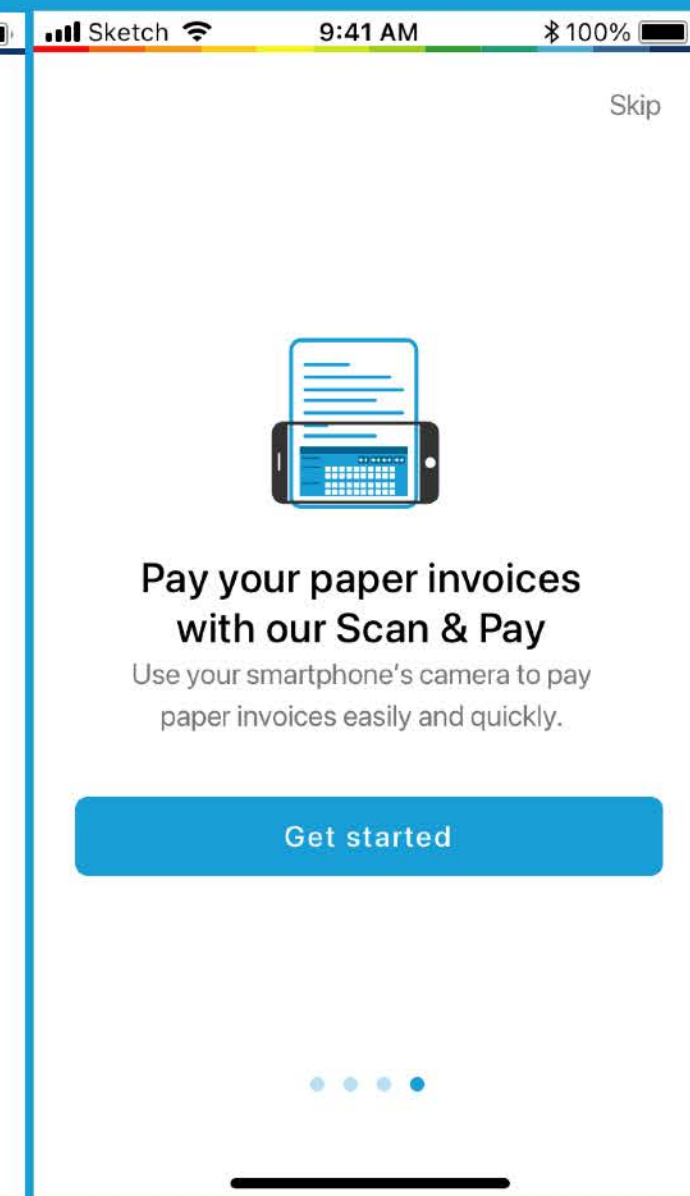 Sketch 9:41 AM 100%
Skip
Pay your paper invoices
with our Scan & Pay
Use your smartphone's camera to pay
paper invoices easily and quickly.
Get started